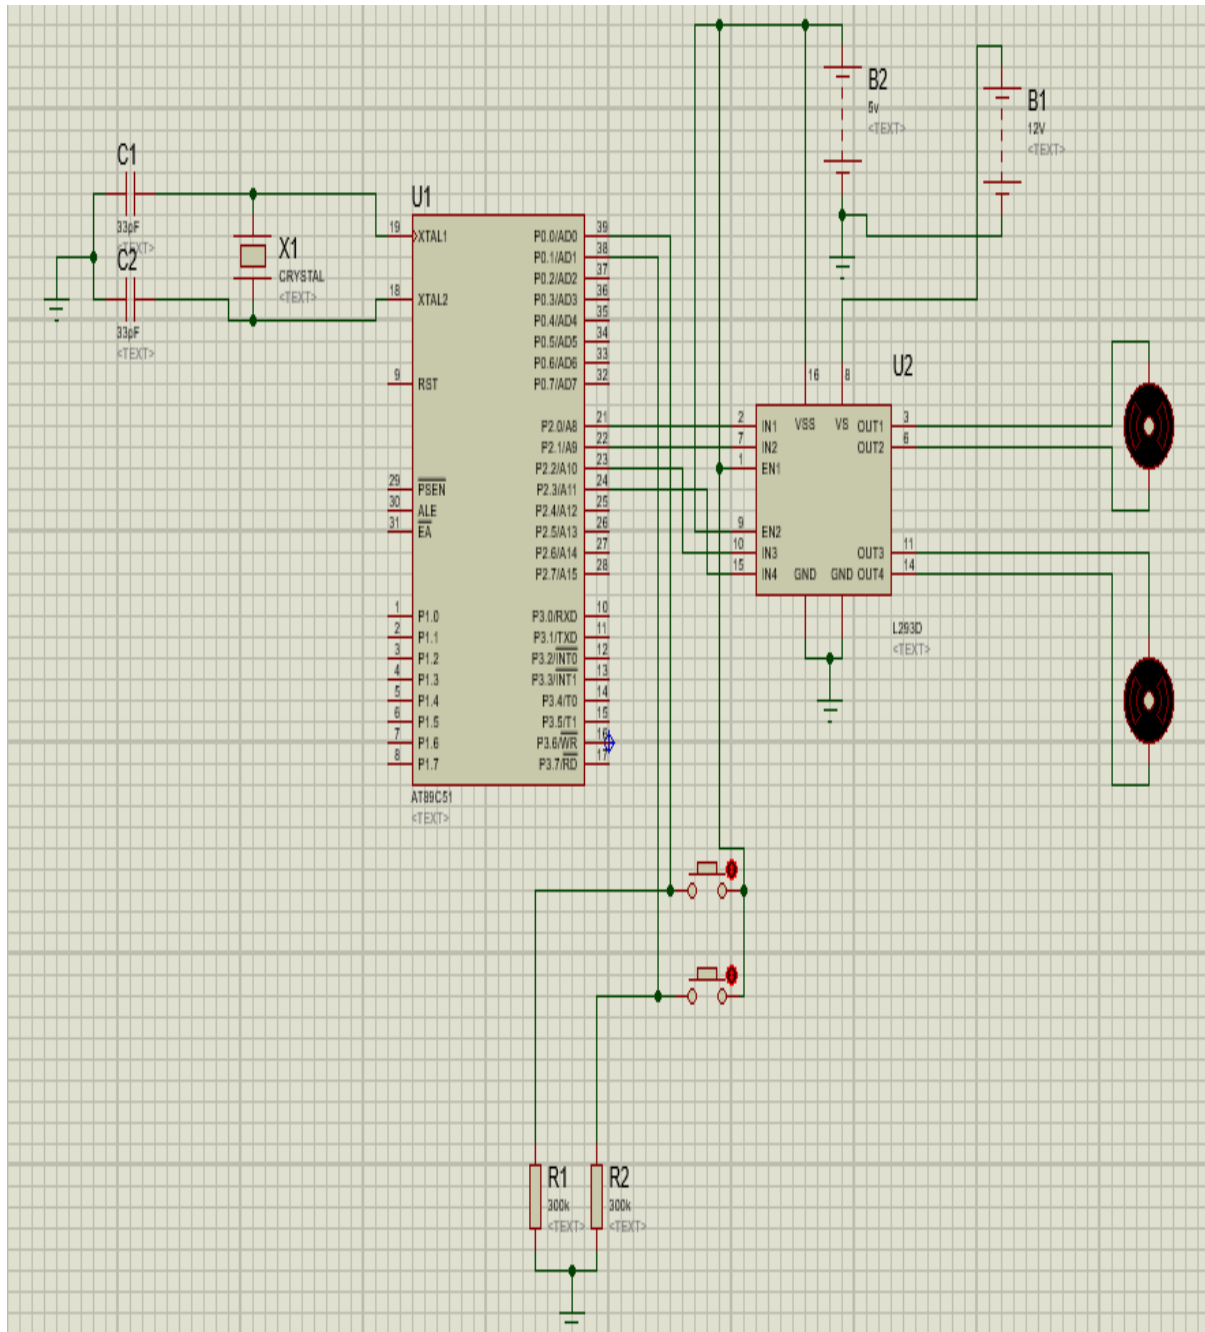 B2
5v
<TEXT>
B1
12V
<TEXT>
C1
33pF
<TEXT>
C2
33pF
<TEXT>
X1
CRYSTAL
<TEXT>
U1
19 XTAL1
18 XTAL2
9 RST
29 PSEN
30 ALE
31 EA
1 P1.0
2 P1.1
3 P1.2
4 P1.3
5 P1.4
6 P1.5
7 P1.6
8 P1.7
P0.0/AD0 39
P0.1/AD1 38
P0.2/AD2 37
P0.3/AD3 36
P0.4/AD4 35
P0.5/AD5 34
P0.6/AD6 33
P0.7/AD7 32
P2.0/A8 21
P2.1/A9 22
P2.2/A10 23
P2.3/A11 24
P2.4/A12 25
P2.5/A13 26
P2.6/A14 27
P2.7/A15 28
P3.0/RXD 10
P3.1/TXD 11
P3.2/INT0 12
P3.3/INT1 13
P3.4/T0 14
P3.5/T1 15
P3.6/WR 16
P3.7/RD 17
AT89C51
<TEXT>
U2
16 8
VSS VS
2 IN1
7 IN2
1 EN1
9 EN2
10 IN3
15 IN4
OUT1 3
OUT2 6
OUT3 11
OUT4 14
GND GND
L293D
<TEXT>
R1
300k
<TEXT>
R2
300k
<TEXT>